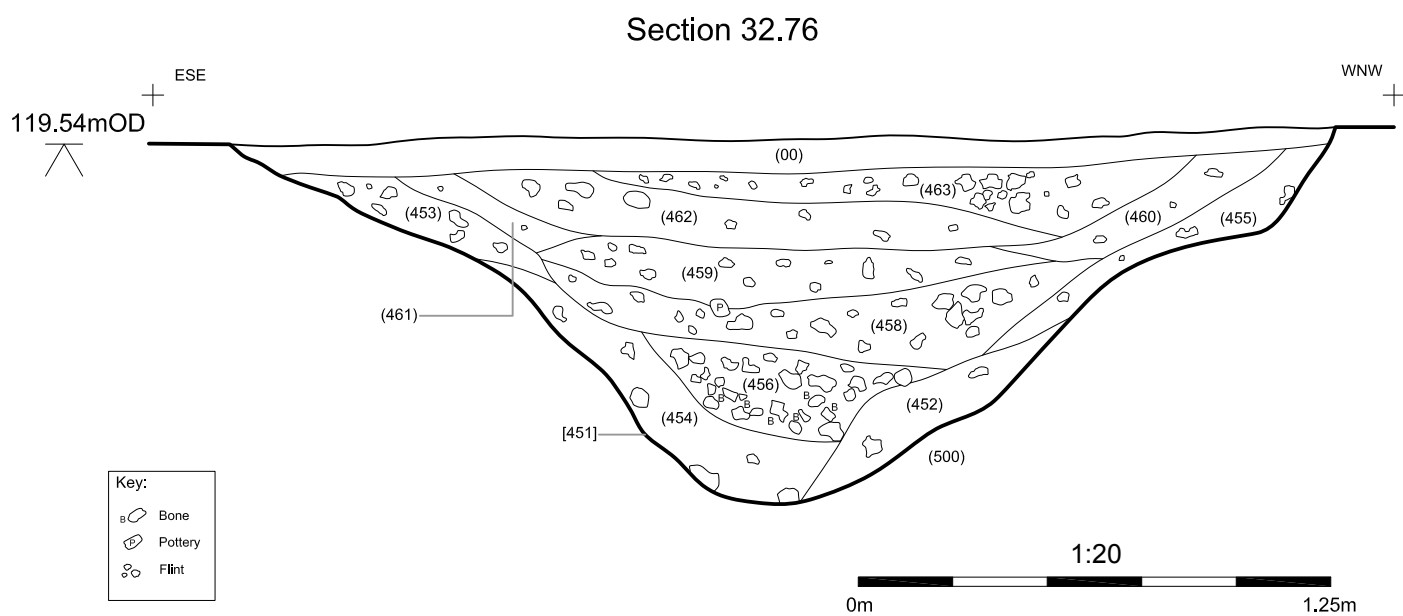 Section 32.76
ESE
WNW
119.54mOD
(00)
(463)
(453)
(462)
(460)
(455)
(459)
(461)
(458)
(456)
B
B
B
B
B
B
P
(454)
(452)
[451]
(500)
Key:
B Bone
P Pottery
Flint
1:20
0m
1.25m